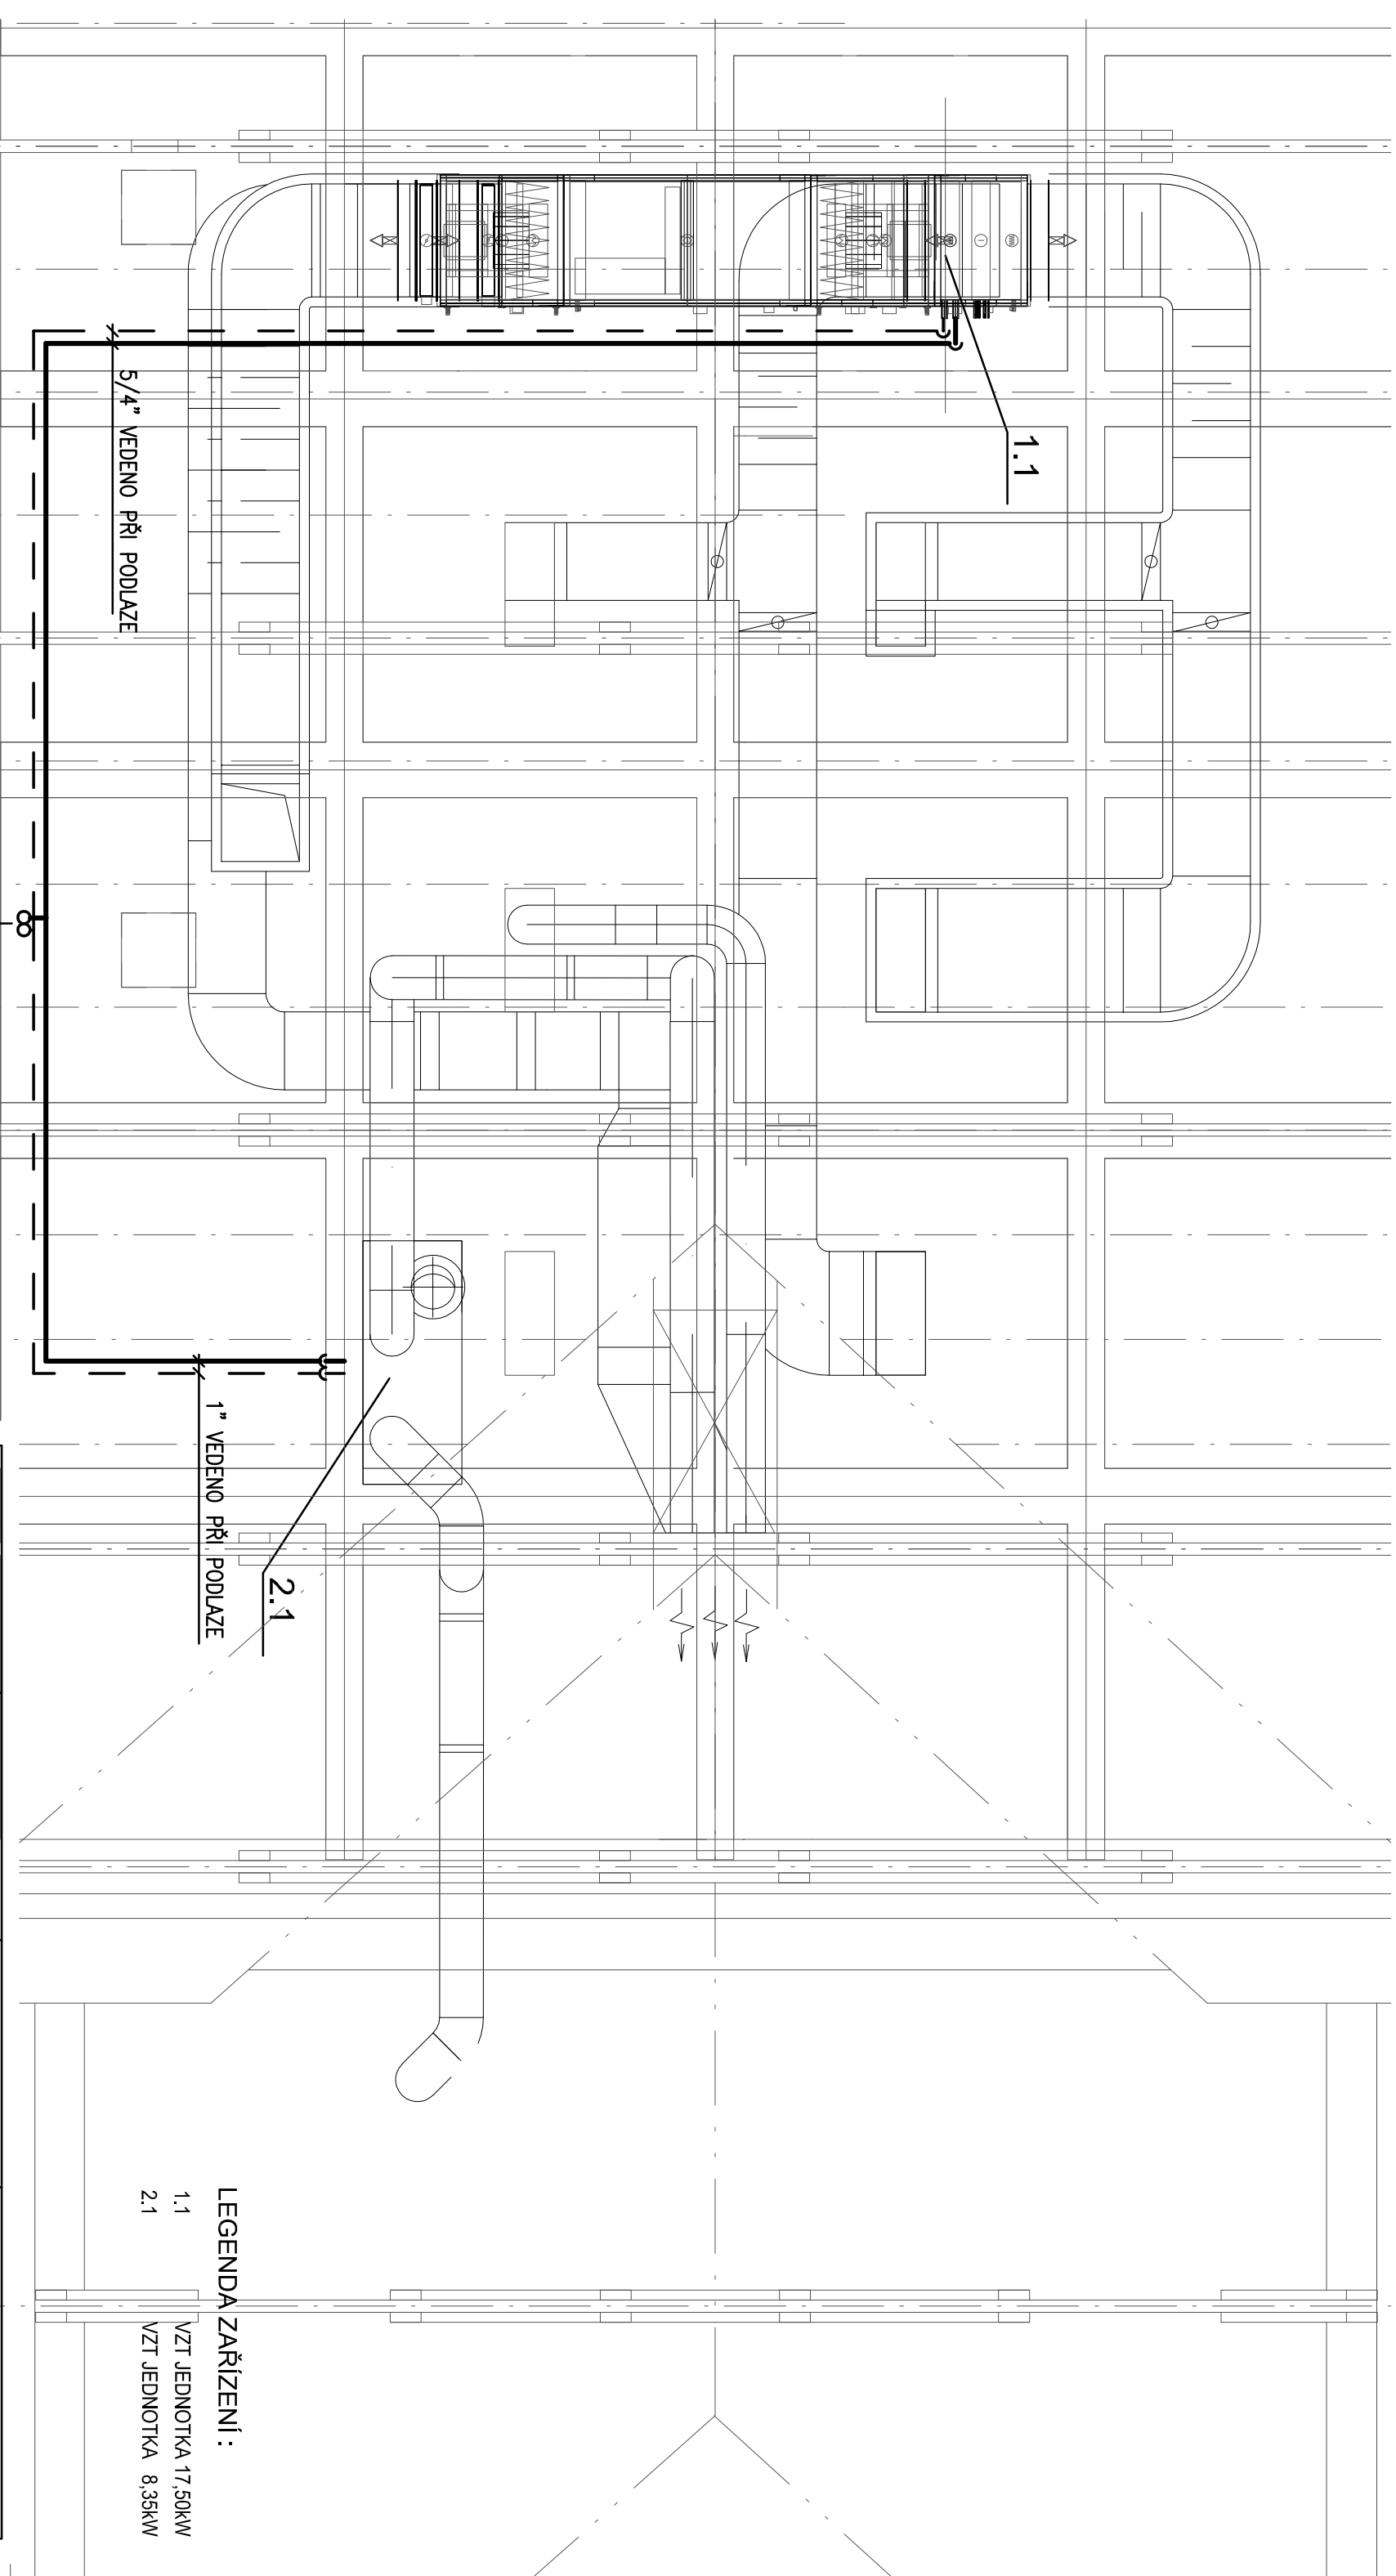 1.1
5/4" VEDENO PŘI PODLAZE
8
1" VEDENO PŘI PODLAZE
2.1
LEGENDA ZAŘÍZENÍ :
1.1 VZT JEDNOTKA 17,50kW
2.1 VZT JEDNOTKA 8,35kW